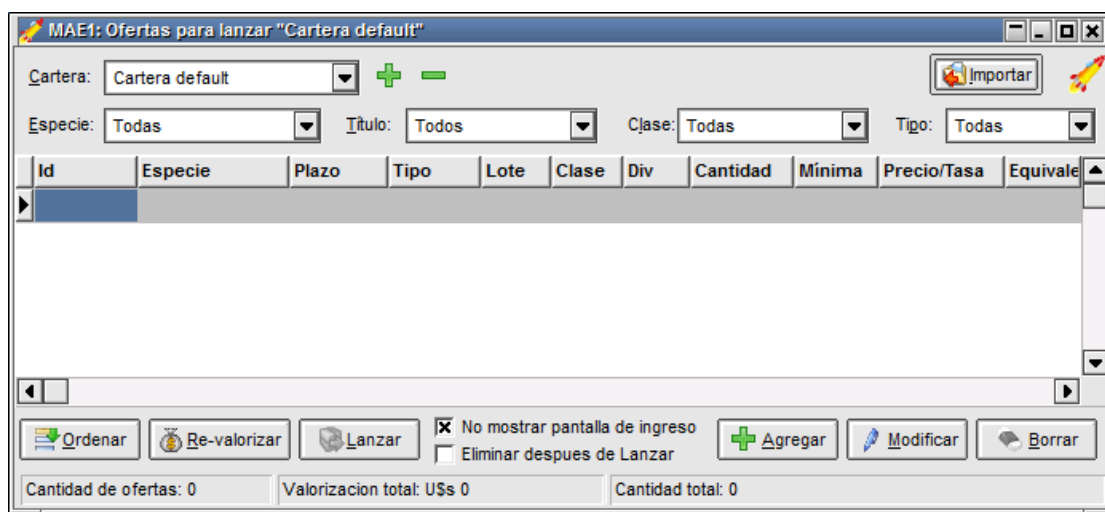 MAE1: Ofertas para lanzar "Cartera default"
Cartera: Cartera default Importar
Especie: Todas Título: Todos Clase: Todas Tipo: Todas
Id Especie Plazo Tipo Lote Clase Div Cantidad Mínima Precio/Tasa Equivale
Ordenar Re-valorizar Lanzar No mostrar pantalla de ingreso Agregar Modificar Borrar
Eliminar despues de Lanzar
Cantidad de ofertas: 0 Valorizacion total: U$s 0 Cantidad total: 0